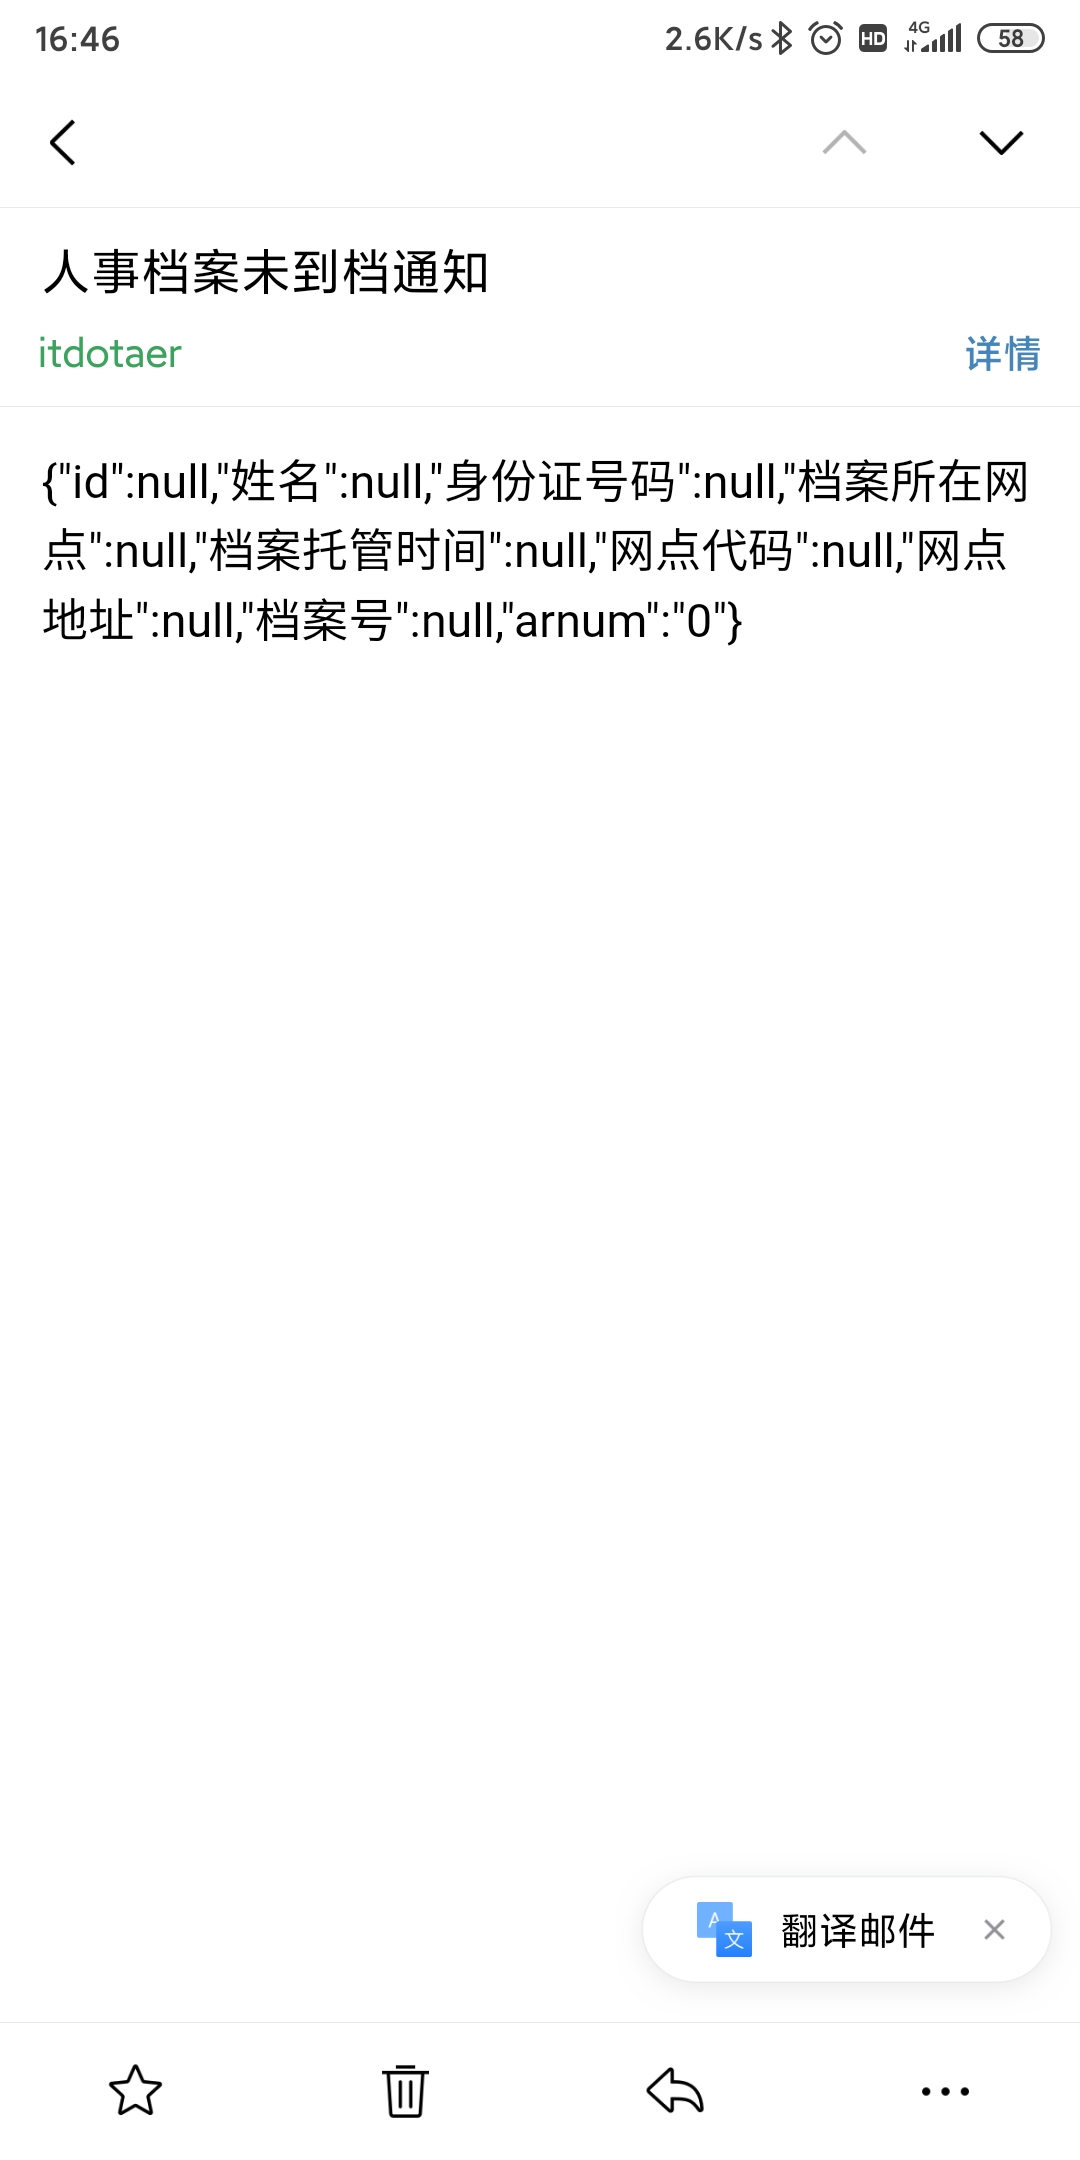 16:46
2.6K/s
HD
4G
58
人事档案未到档通知
itdotaer
详情
{"id":null,"姓名":null,"身份证号码":null,"档案所在网
点":null,"档案托管时间":null,"网点代码":null,"网点
地址":null,"档案号":null,"arnum":"0"}
A
文
翻译邮件